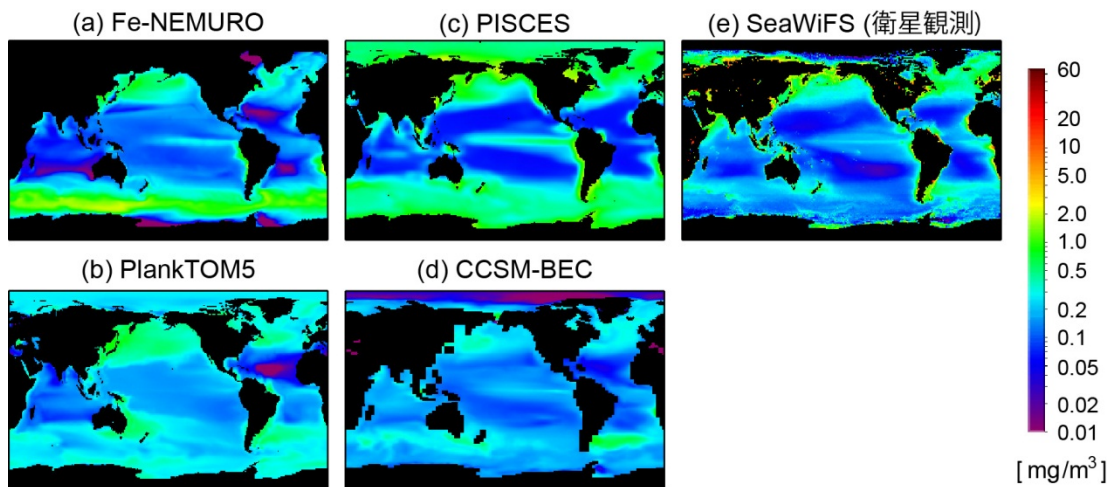 (a) Fe-NEMURO
(c) PISCES
(e) SeaWiFS (衛星観測)
(b) PlankTOM5
(d) CCSM-BEC
60
20
10
5.0
2.0
1.0
0.5
0.2
0.1
0.05
0.02
0.01
[ mg/m³ ]